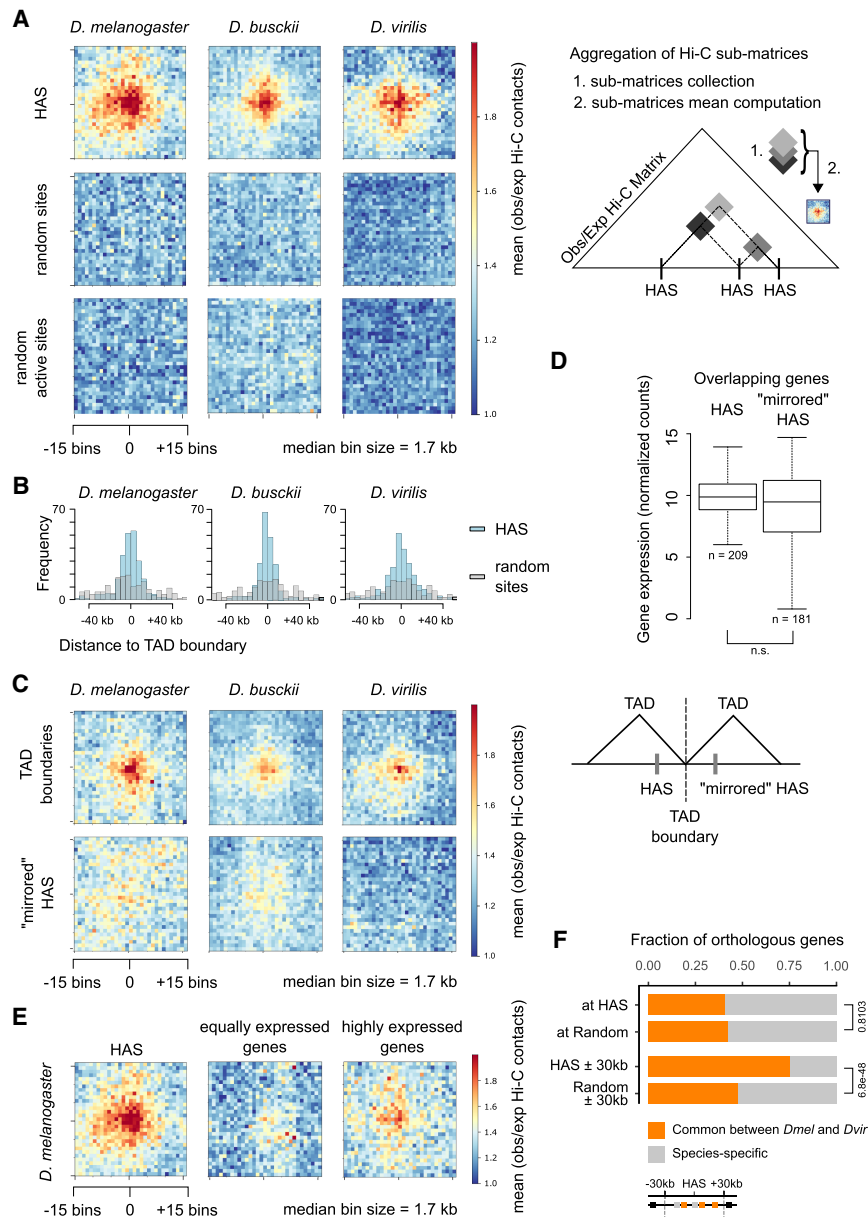 A
D. melanogaster
D. busckii
D. virilis
HAS
random sites
random
active sites
1.8
1.6
1.4
1.2
1.0
mean (obs/exp Hi-C contacts)
-15 bins
0
+15 bins
median bin size = 1.7 kb
Aggregation of Hi-C sub-matrices
1. sub-matrices collection
2. sub-matrices mean computation
Obs/Exp Hi-C Matrix
1.
2.
HAS
HAS
HAS
B
D. melanogaster
D. busckii
D. virilis
Frequency
70
0
70
0
70
0
-40 kb
0
+40 kb
-40 kb
0
+40 kb
-40 kb
0
+40 kb
Distance to TAD boundary
HAS
random
sites
D
Overlapping genes
HAS
"mirrored"
HAS
Gene expression (normalized counts)
15
10
5
0
n = 209
n = 181
n.s.
C
D. melanogaster
D. busckii
D. virilis
TAD
boundaries
"mirrored"
HAS
1.8
1.6
1.4
1.2
1.0
mean (obs/exp Hi-C contacts)
-15 bins
0
+15 bins
median bin size = 1.7 kb
TAD
TAD
HAS
"mirrored" HAS
TAD
boundary
E
HAS
equally expressed
genes
highly expressed
genes
D. melanogaster
1.8
1.6
1.4
1.2
1.0
mean (obs/exp Hi-C contacts)
-15 bins
0
+15 bins
median bin size = 1.7 kb
F
Fraction of orthologous genes
0.00
0.25
0.50
0.75
1.00
at HAS
at Random
HAS ± 30kb
Random
± 30kb
0.8103
6.8e-48
Common between Dmel and Dvir
Species-specific
-30kb
HAS
+30kb